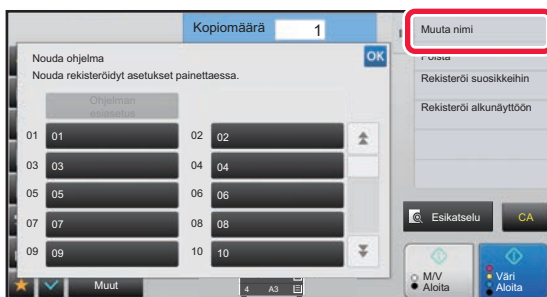 Kopiomäärä 1
Muuta nimi
Nouda ohjelma
OK
Poista
Nouda rekisteröidyt asetukset painettaessa.
Rekisteröi suosikkeihin
Ohjelman
esiasetus
Rekisteröi alkunäyttöön
01 01 02 02
03 03 04 04
05 05 06 06
07 07 08 08
Esikatselu CA
09 09 10 10
M/V
Aloita
Väri
Aloita
Muut
4 A3